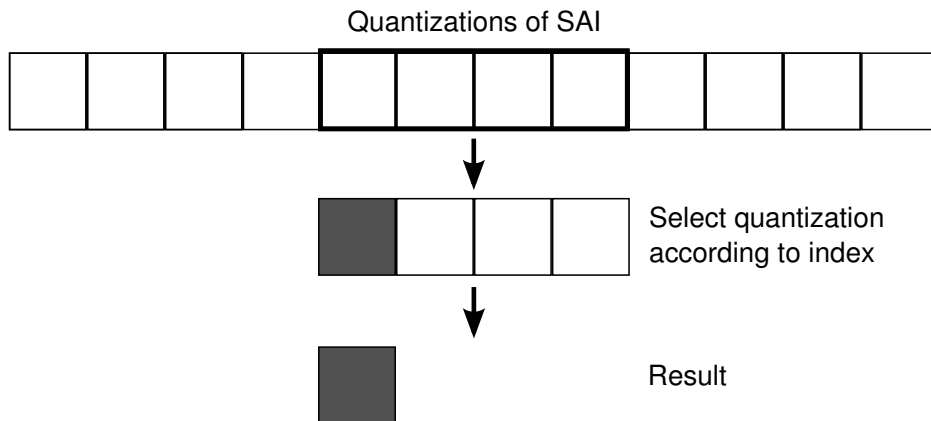 Quantizations of SAI
Select quantization
according to index
Result